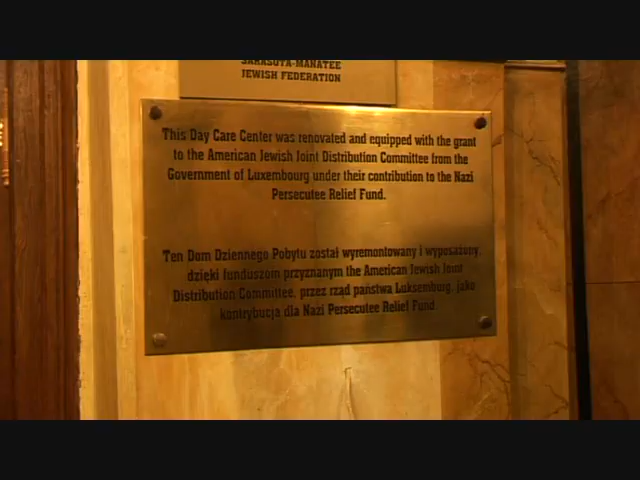 SARASOTA-MANATEE
JEWISH FEDERATION
This Day Care Center was renovated and equipped with the grant
to the American Jewish Joint Distribution Committee from the
Government of Luxembourg under their contribution to the Nazi
Persecutee Relief Fund.
Ten Dom Dziennego Pobytu został wyremontowany i wyposażony
dzięki funduszom przyznanym the American Jewish Joint
Distribution Committee, przez rząd państwa Luksemburg, jako
kontrybucja dla Nazi Persecutee Relief Fund.